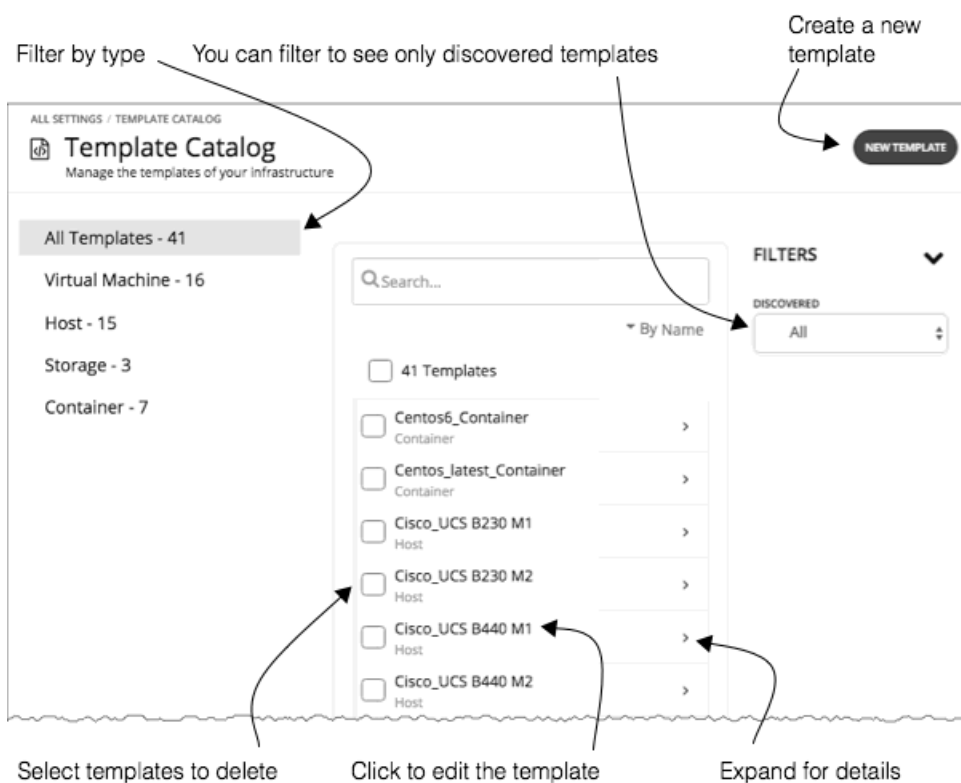 Create a new
template
Filter by type
You can filter to see only discovered templates
ALL SETTINGS / TEMPLATE CATALOG
Template Catalog
Manage the templates of your infrastructure
NEW TEMPLATE
All Templates - 41
Virtual Machine - 16
Host - 15
Storage - 3
Container - 7
Search...
By Name
41 Templates
Centos6_Container
Container
Centos_latest_Container
Container
Cisco_UCS B230 M1
Host
Cisco_UCS B230 M2
Host
Cisco_UCS B440 M1
Host
Cisco_UCS B440 M2
Host
FILTERS
DISCOVERED
All
Select templates to delete
Click to edit the template
Expand for details